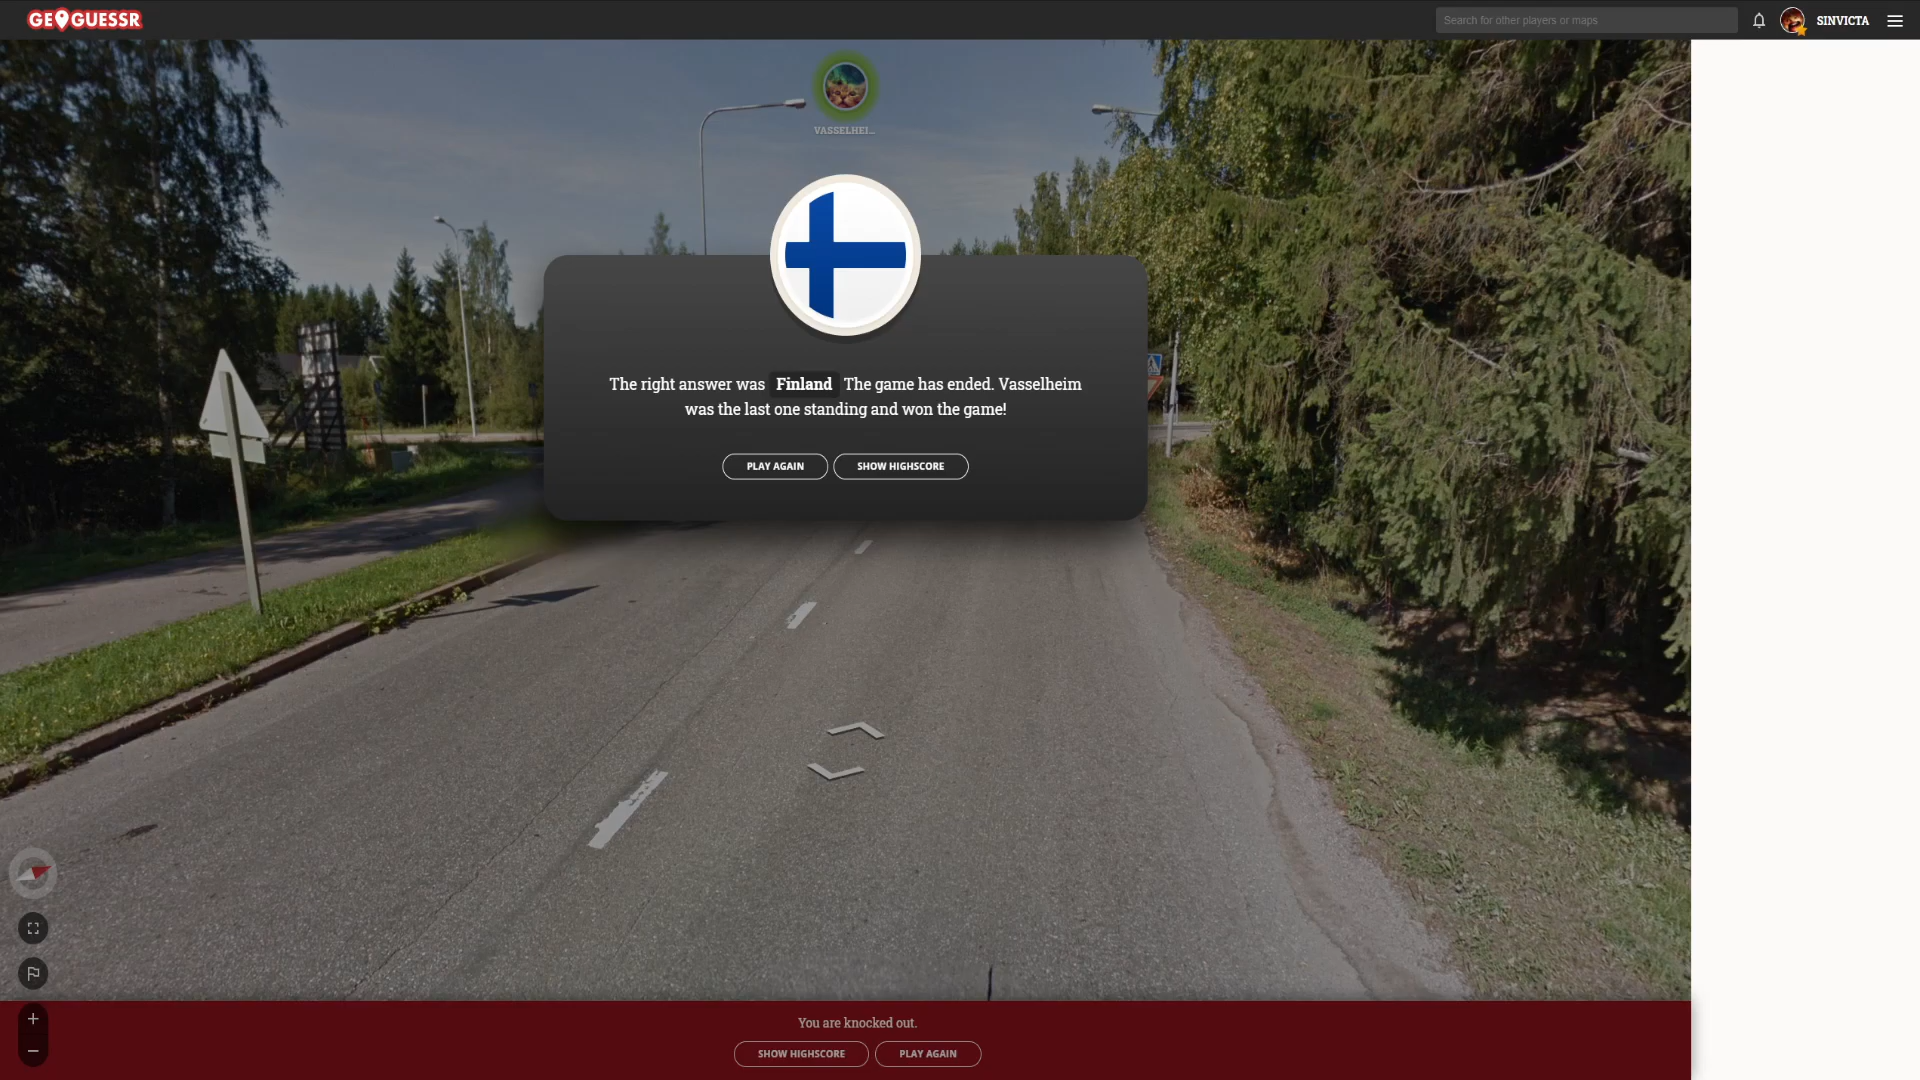 GEOGUESSR
Search for other players or maps
SINVICTA
VASSELHEI...
The right answer was Finland The game has ended. Vasselheim
was the last one standing and won the game!
PLAY AGAIN
SHOW HIGHSCORE
You are knocked out.
SHOW HIGHSCORE
PLAY AGAIN